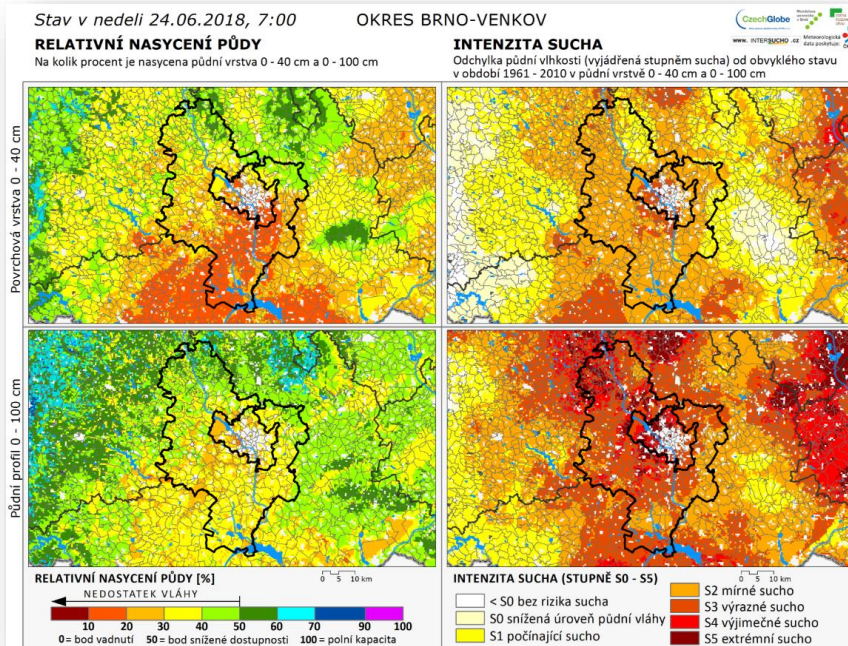 Stav v nedeli 24.06.2018, 7:00
OKRES BRNO-VENKOV
CzechGlobe
www. INTERSUCHO .cz
Meteorologická
data poskytuje:
RELATIVNÍ NASYCENÍ PŮDY
Na kolik procent je nasycena půdní vrstva 0 - 40 cm a 0 - 100 cm
INTENZITA SUCHA
Odchylka půdní vlhkosti (vyjádřená stupněm sucha) od obvyklého stavu
v období 1961 - 2010 v půdní vrstvě 0 - 40 cm a 0 - 100 cm
Povrchová vrstva 0 - 40 cm
Půdní profil 0 - 100 cm
RELATIVNÍ NASYCENÍ PŮDY [%]
0 5 10 km
NEDOSTATEK VLÁHY
10 20 30 40 50 60 70 80 90 100
0 = bod vadnutí 50 = bod snížené dostupnosti 100 = polní kapacita
INTENZITA SUCHA (STUPNĚ S0 - S5)
0 5 10 km
< S0 bez rizika sucha
S0 snížená úroveň půdní vláhy
S1 počínající sucho
S2 mírné sucho
S3 výrazné sucho
S4 výjimečné sucho
S5 extrémní sucho